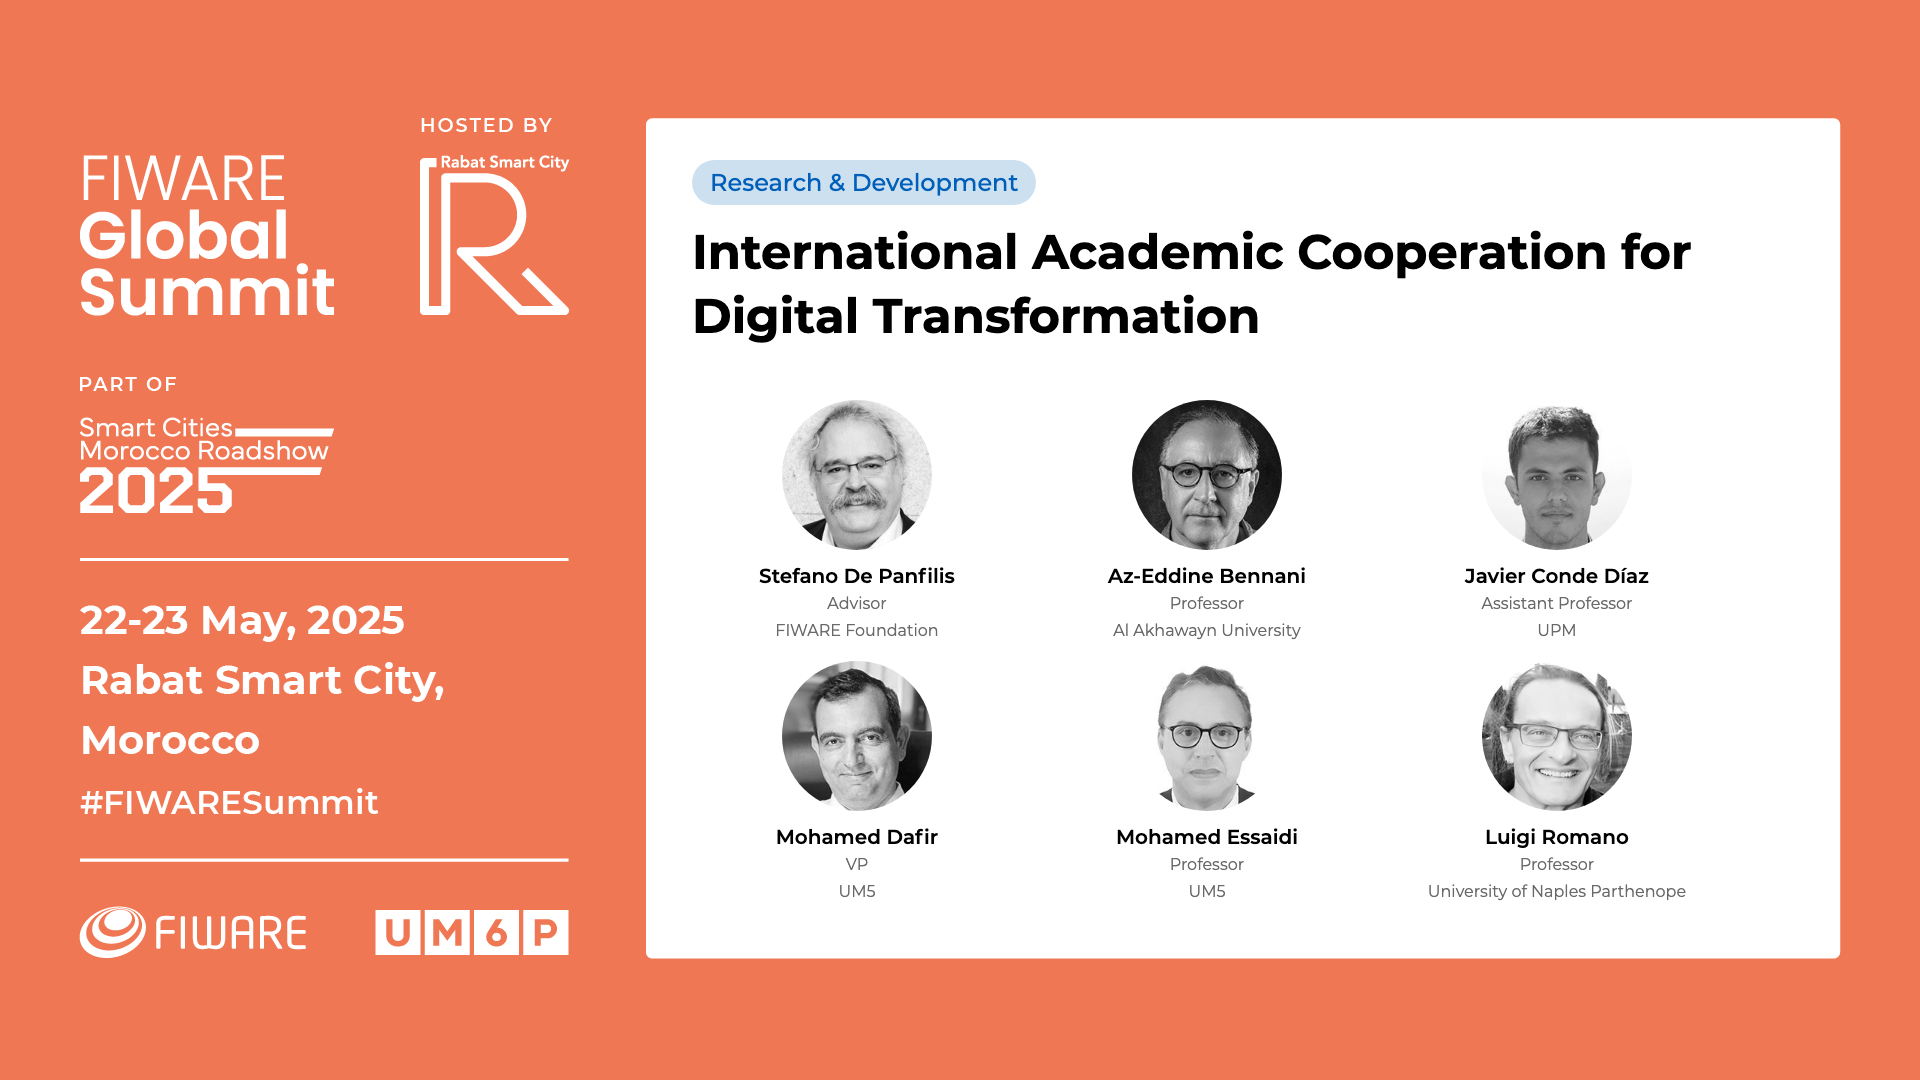 HOSTED BY
FIWARE
Global
Summit
Rabat Smart City
R
PART OF
Smart Cities
Morocco Roadshow
2025
22-23 May, 2025
Rabat Smart City,
Morocco
#FIWARESummit
FIWARE
UM6P
Research & Development
International Academic Cooperation for
Digital Transformation
Stefano De Panfilis
Advisor
FIWARE Foundation
Az-Eddine Bennani
Professor
Al Akhawayn University
Javier Conde Díaz
Assistant Professor
UPM
Mohamed Dafir
VP
UM5
Mohamed Essaidi
Professor
UM5
Luigi Romano
Professor
University of Naples Parthenope